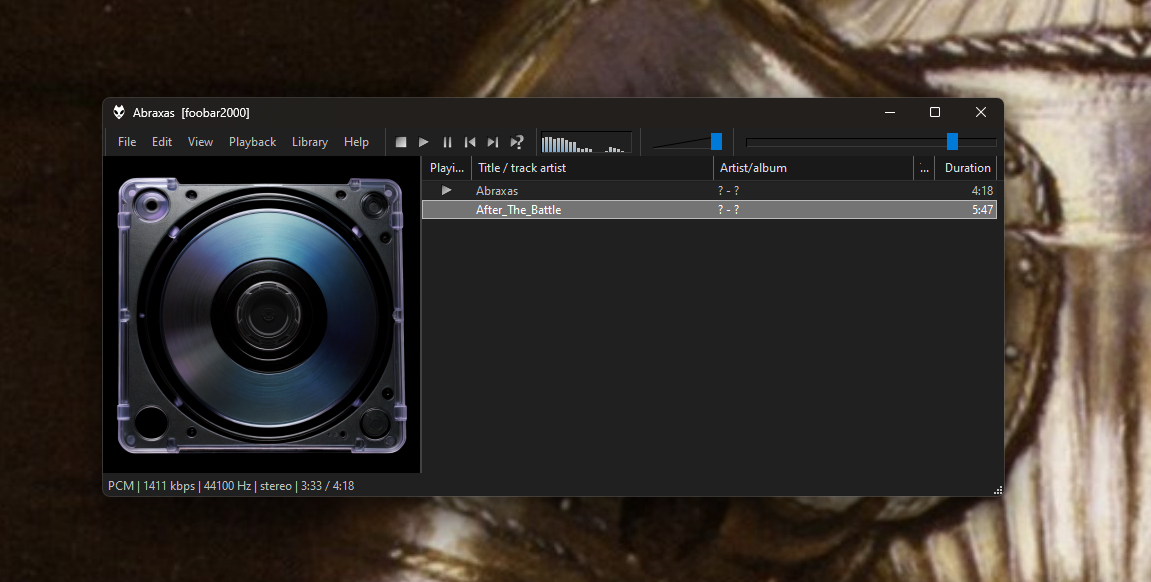 Abraxas [foobar2000]
File Edit View Playback Library Help
Playi... Title / track artist Artist/album ... Duration
Abraxas ? - ? 4:18
After_The_Battle ? - ? 5:47
PCM | 1411 kbps | 44100 Hz | stereo | 3:33 / 4:18